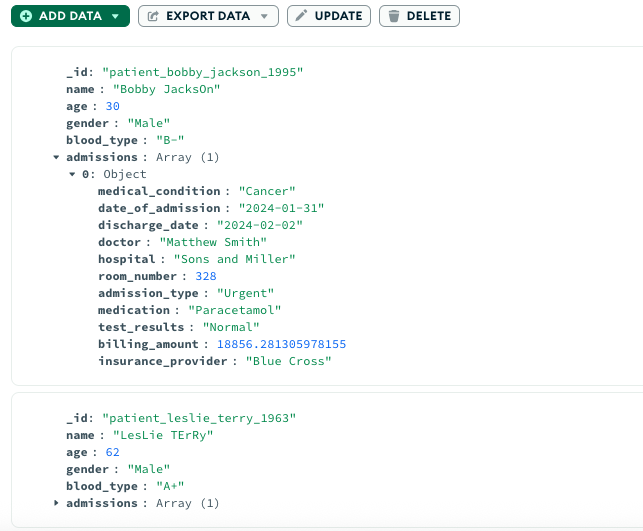 ADD DATA EXPORT DATA UPDATE DELETE
_id: "patient_bobby_jackson_1995"
name : "Bobby JacksOn"
age : 30
gender : "Male"
blood_type : "B-"
admissions : Array (1)
0: Object
medical_condition : "Cancer"
date_of_admission : "2024-01-31"
discharge_date : "2024-02-02"
doctor : "Matthew Smith"
hospital : "Sons and Miller"
room_number : 328
admission_type : "Urgent"
medication : "Paracetamol"
test_results : "Normal"
billing_amount : 18856.281305978155
insurance_provider : "Blue Cross"
_id: "patient_leslie_terry_1963"
name : "LesLie TErRy"
age : 62
gender : "Male"
blood_type : "A+"
admissions : Array (1)